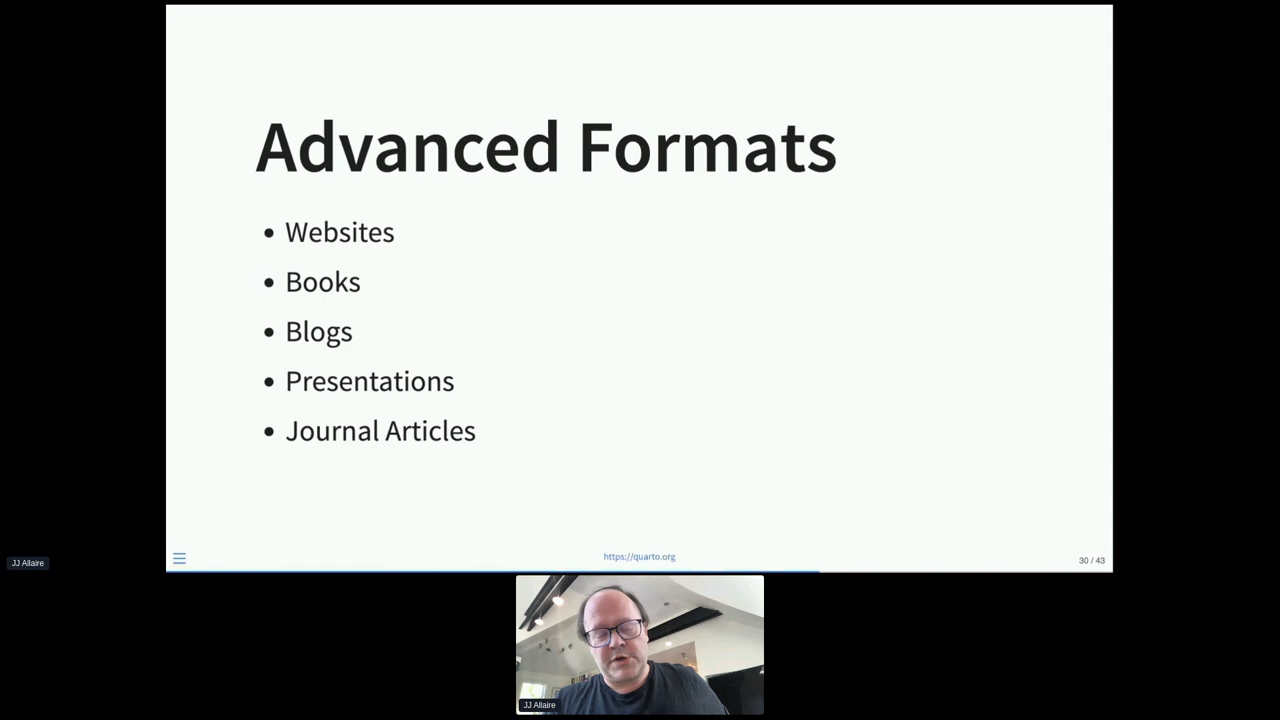 Advanced Formats
Websites
Books
Blogs
Presentations
Journal Articles
https://quarto.org
30 / 43
JJ Allaire
JJ Allaire